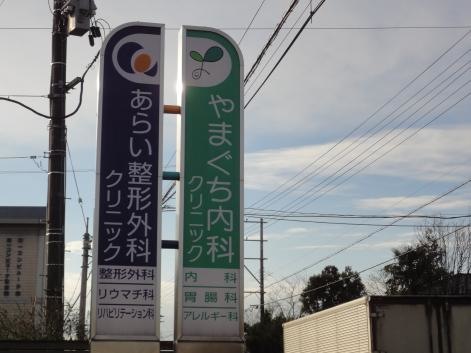 あらい整形外科
クリニック
整形外科
リウマチ科
リハビリテーション科
やまぐち内科
クリニック
内科
胃腸科
アレルギー科